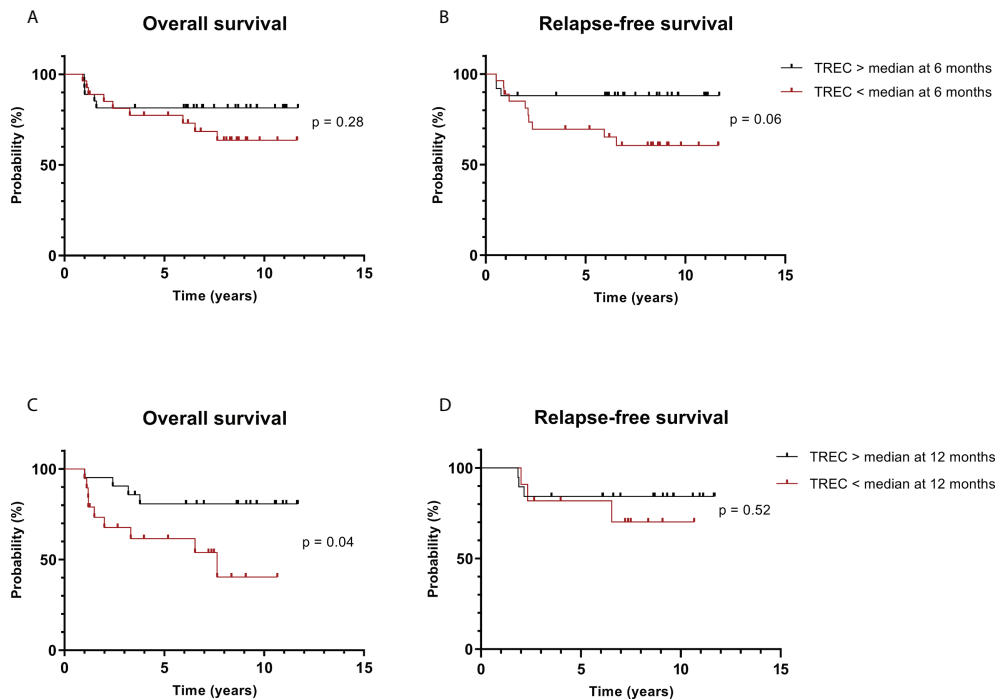 A
Overall survival
100
50
0
Probability (%)
p = 0.28
0 5 10 15
Time (years)
B
Relapse-free survival
100
50
0
Probability (%)
p = 0.06
0 5 10 15
Time (years)
TREC > median at 6 months
TREC < median at 6 months
C
Overall survival
100
50
0
Probability (%)
p = 0.04
0 5 10 15
Time (years)
D
Relapse-free survival
100
50
0
Probability (%)
p = 0.52
0 5 10 15
Time (years)
TREC > median at 12 months
TREC < median at 12 months